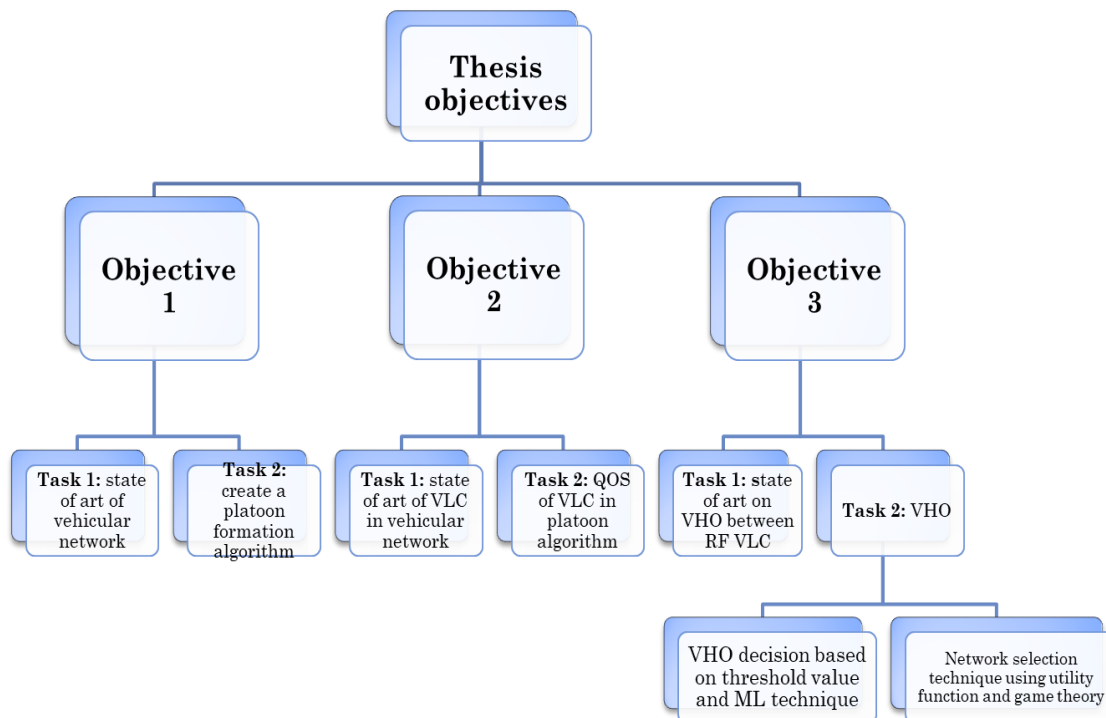 Thesis
objectives
Objective
1
Objective
2
Objective
3
Task 1: state
of art of
vehicular
network
Task 2:
create a
platoon
formation
algorithm
Task 1: state
of art of VLC
in vehicular
network
Task 2: QOS
of VLC in
platoon
algorithm
Task 1: state
of art on
VHO between
RF VLC
Task 2: VHO
VHO decision based
on threshold value
and ML technique
Network selection
technique using utility
function and game theory